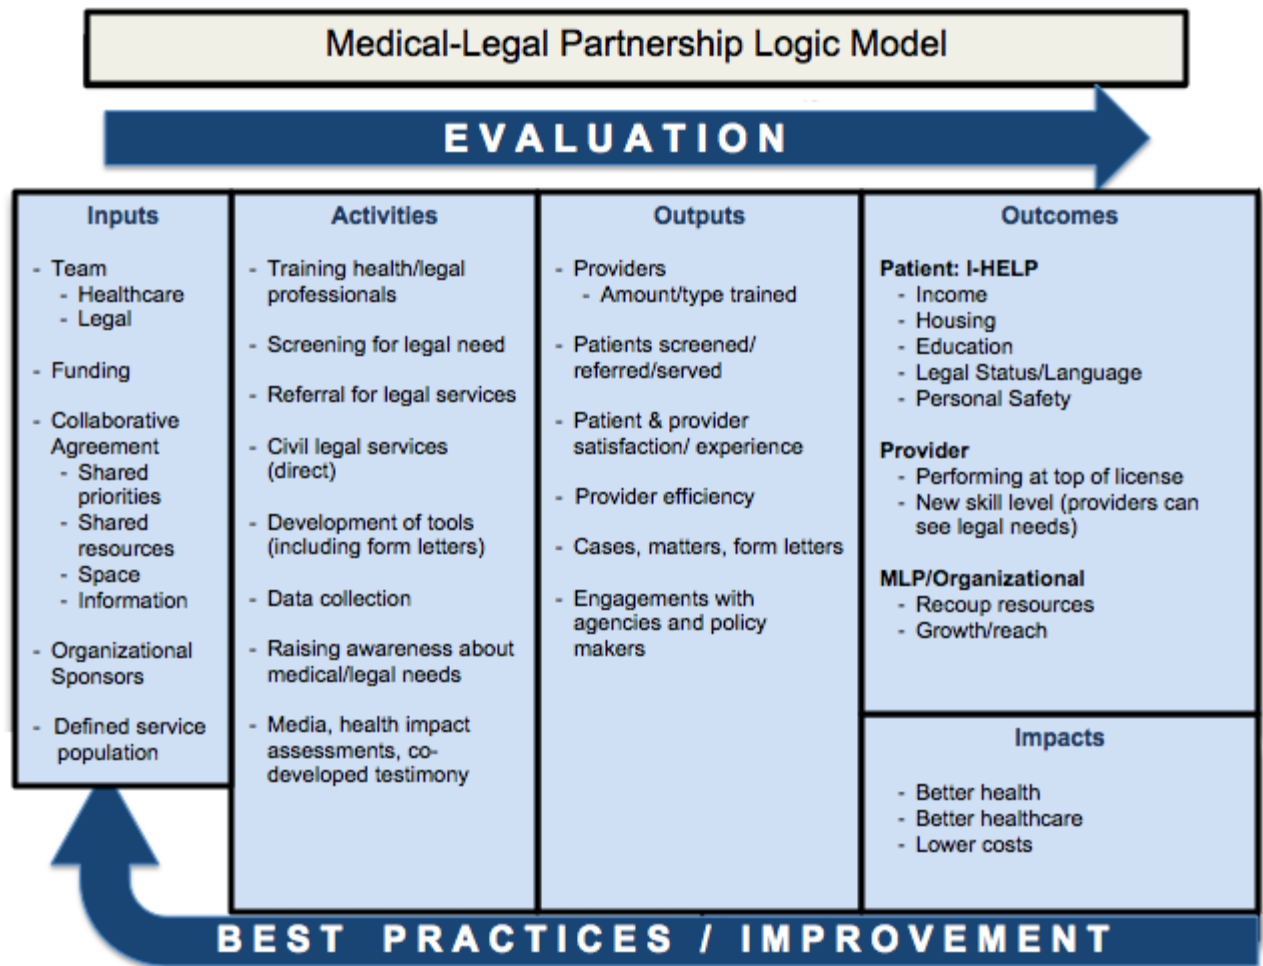 Medical-Legal Partnership Logic Model
EVALUATION
Inputs
- Team
- Healthcare
- Legal
- Funding
- Collaborative
Agreement
- Shared
priorities
- Shared
resources
- Space
- Information
- Organizational
Sponsors
- Defined service
population
Activities
- Training health/legal
professionals
- Screening for legal need
- Referral for legal services
- Civil legal services
(direct)
- Development of tools
(including form letters)
- Data collection
- Raising awareness about
medical/legal needs
- Media, health impact
assessments, co-
developed testimony
Outputs
- Providers
- Amount/type trained
- Patients screened/
referred/served
- Patient & provider
satisfaction/ experience
- Provider efficiency
- Cases, matters, form letters
- Engagements with
agencies and policy
makers
Outcomes
Patient: I-HELP
- Income
- Housing
- Education
- Legal Status/Language
- Personal Safety
Provider
- Performing at top of license
- New skill level (providers can
see legal needs)
MLP/Organizational
- Recoup resources
- Growth/reach
Impacts
- Better health
- Better healthcare
- Lower costs
BEST PRACTICES / IMPROVEMENT